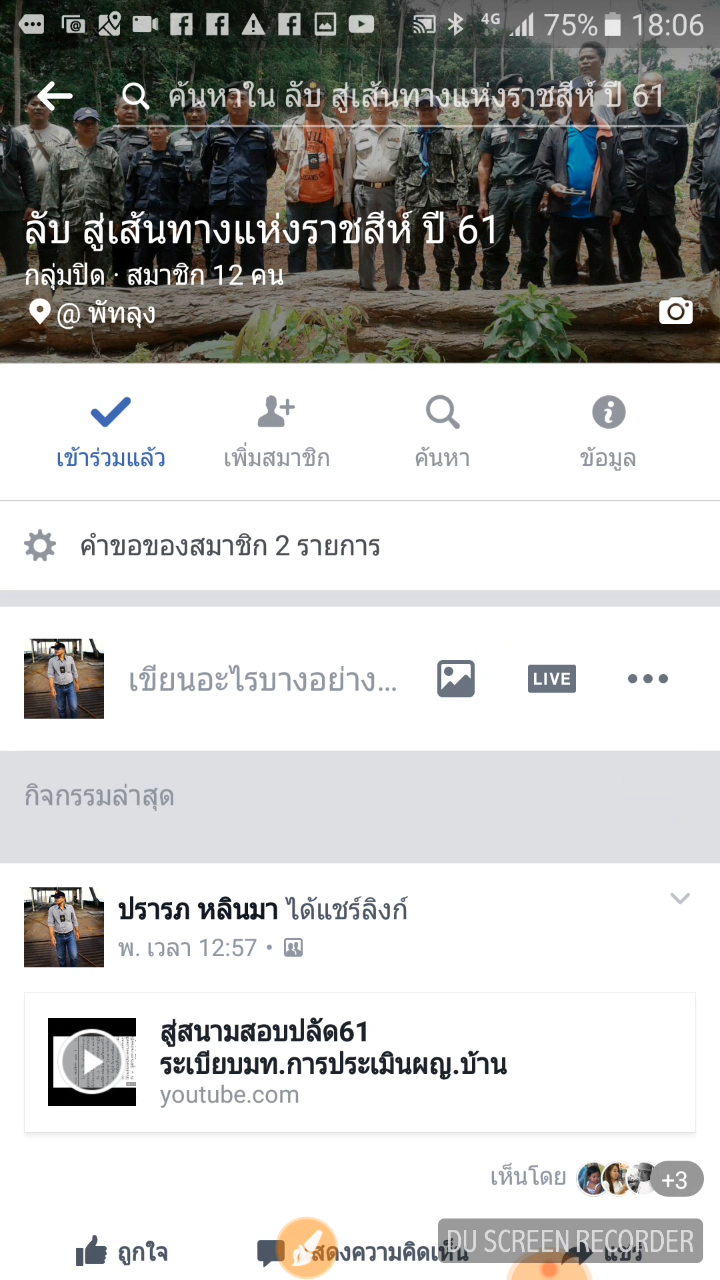 4G 75% 18:06
ค้นหาใน ลับ สู่เส้นทางแห่งราชสีห์ ปี 61
ลับ สู่เส้นทางแห่งราชสีห์ ปี 61
กลุ่มปิด · สมาชิก 12 คน
@ พัทลุง
เข้าร่วมแล้ว เพิ่มสมาชิก ค้นหา ข้อมูล
คำขอของสมาชิก 2 รายการ
เขียนอะไรบางอย่าง... LIVE
กิจกรรมล่าสุด
ปรารภ หลินมา ได้แชร์ลิงก์
พ. เวลา 12:57 •
สู่สนามสอบปลัด61
ระเบียบมท.การประเมินผญ.บ้าน
youtube.com
เห็นโดย +3
ถูกใจ แสดงความคิดเห็น แชร์
DU SCREEN RECORDER